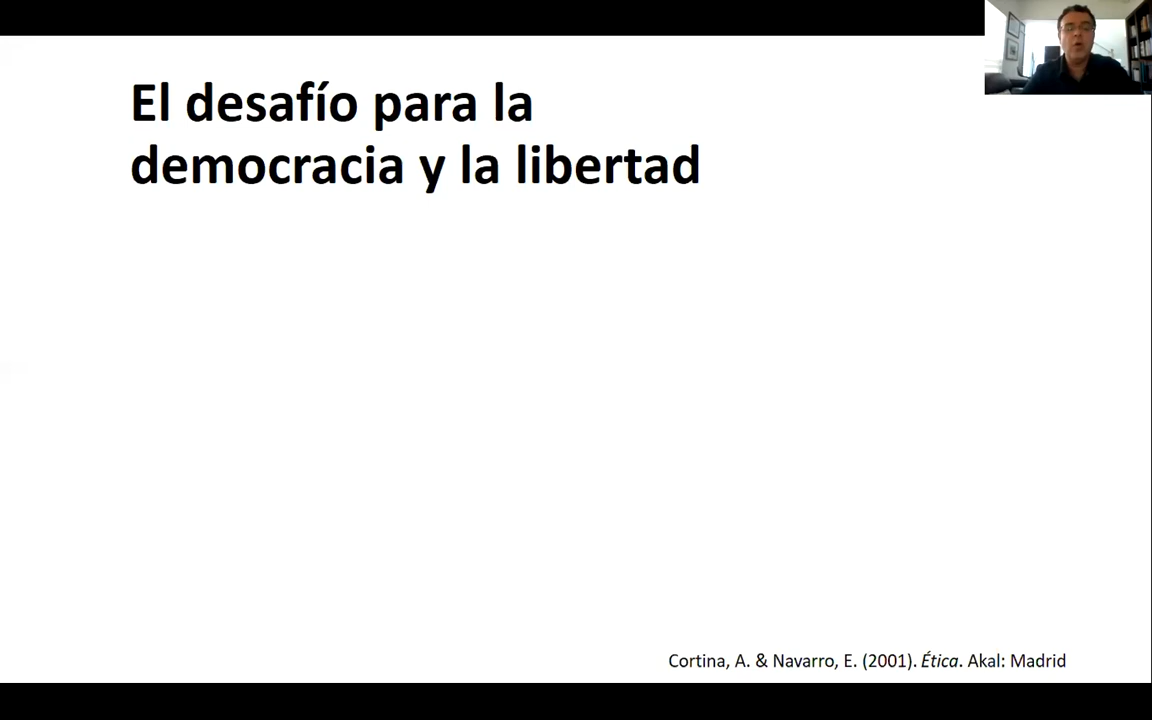 El desafío para la
democracia y la libertad
Cortina, A. & Navarro, E. (2001). Ética. Akal: Madrid